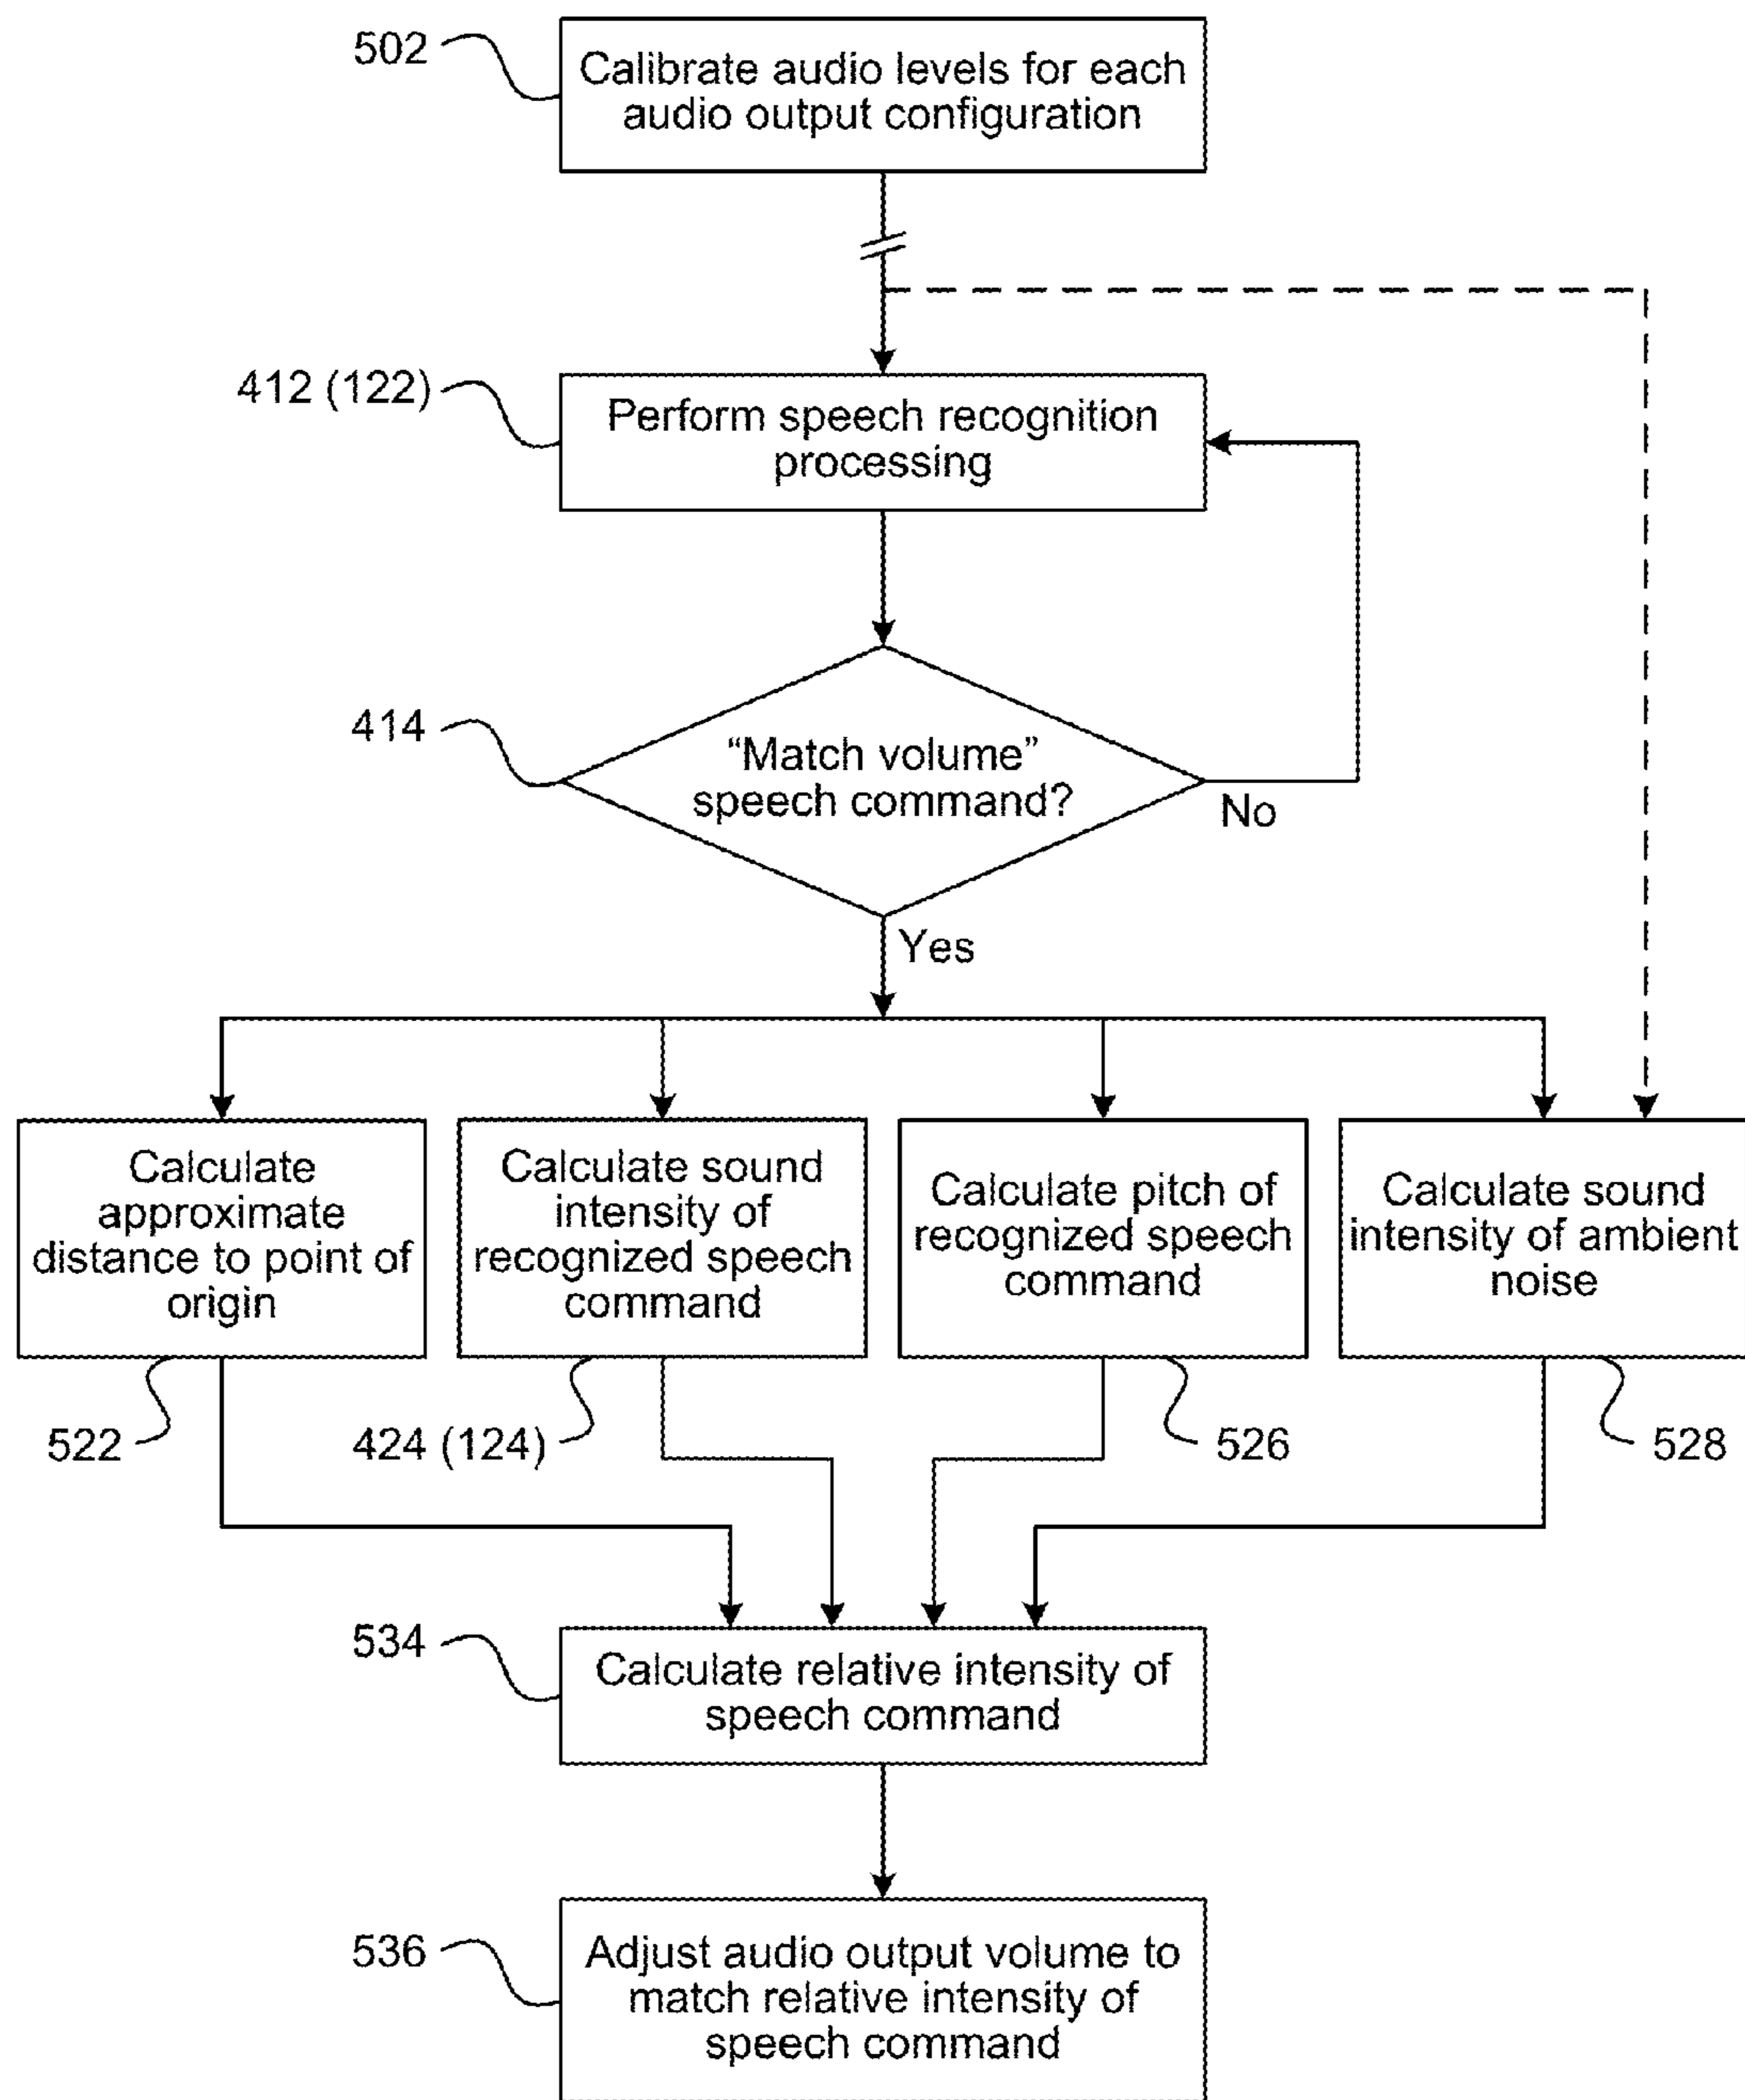 502
Calibrate audio levels for each
audio output configuration
412 (122)
Perform speech recognition
processing
414
“Match volume”
speech command?
No
Yes
Calculate
approximate
distance to point of
origin
Calculate sound
intensity of
recognized speech
command
Calculate pitch of
recognized speech
command
Calculate sound
intensity of ambient
noise
522
424 (124)
526
528
534
Calculate relative intensity of
speech command
536
Adjust audio output volume to
match relative intensity of
speech command